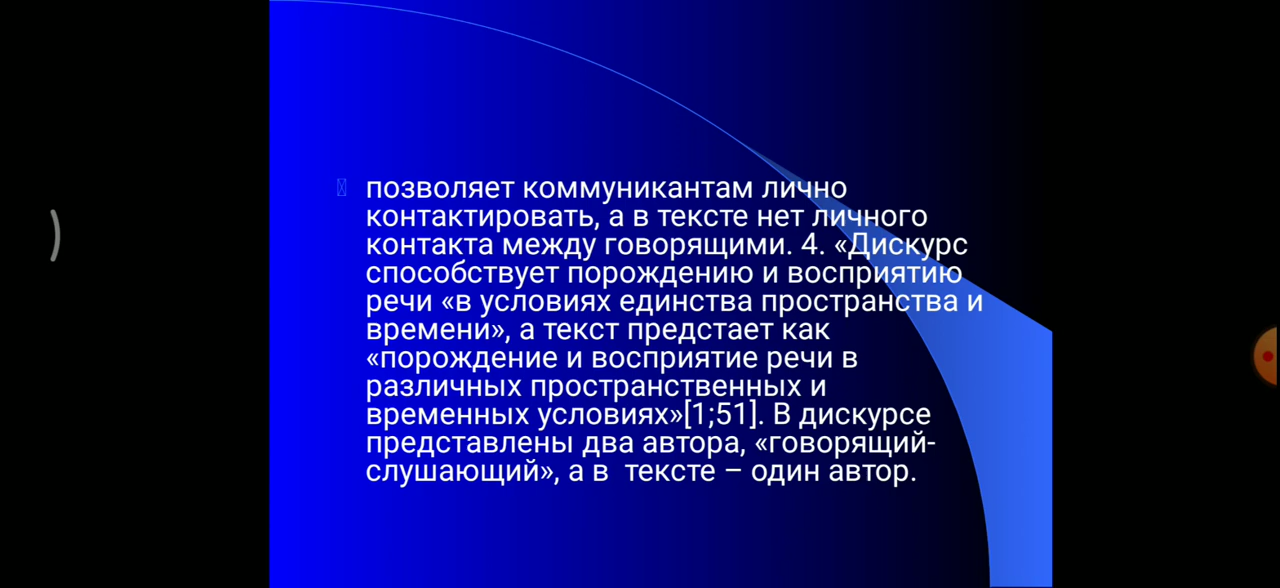 позволяет коммуникантам лично
контактировать, а в тексте нет личного
контакта между говорящими. 4. «Дискурс
способствует порождению и восприятию
речи «в условиях единства пространства и
времени», а текст предстает как
«порождение и восприятие речи в
различных пространственных и
временных условиях»[1;51]. В дискурсе
представлены два автора, «говорящий-
слушающий», а в  тексте – один автор.